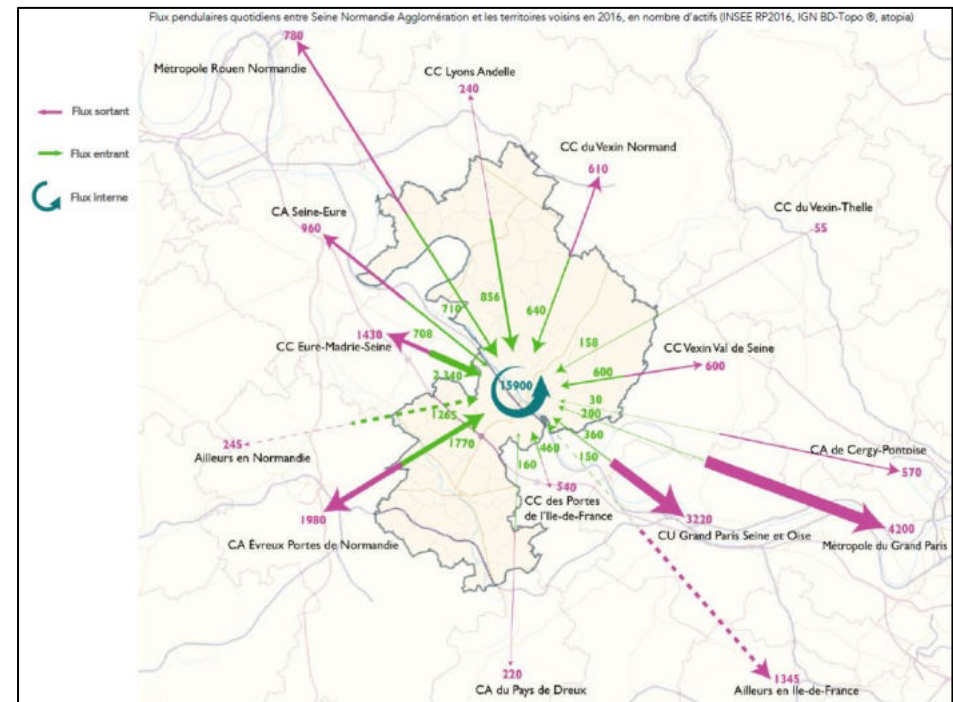 Flux pendulaires quotidiens entre Seine Normandie Agglomération et les territoires voisins en 2016, en nombre d'actifs (INSEE RP2016, IGN BD-Topo ®, atopia)
780
Métropole Rouen Normandie
CC Lyons Andelle
240
Flux sortant
Flux entrant
Flux interne
CC du Vexin Normand
610
CA Seine-Eure
960
CC du Vexin-Thelle
55
856
710
640
708
1430
CC Eure-Madrie-Seine
2 340
158
CC Vexin Val de Seine
600
600
15900
30
200
1265
245
Ailleurs en Normandie
1770
360
460
150
160
CA de Cergy-Pontoise
570
540
CC des Portes
de l'Ile-de-France
1980
CA Évreux Portes de Normandie
3220
CU Grand Paris Seine et Oise
4200
Métropole du Grand Paris
220
CA du Pays de Dreux
1345
Ailleurs en Ile-de-France